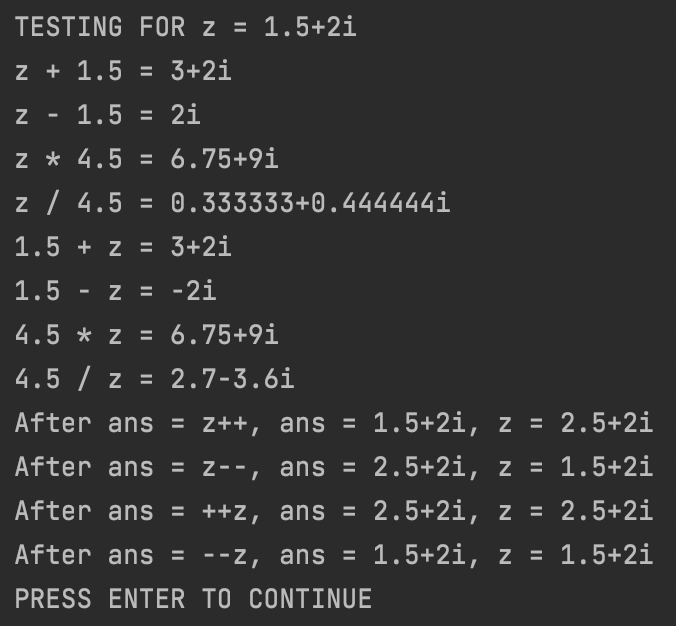 TESTING FOR z = 1.5+2i
z + 1.5 = 3+2i
z - 1.5 = 2i
z * 4.5 = 6.75+9i
z / 4.5 = 0.333333+0.444444i
1.5 + z = 3+2i
1.5 - z = -2i
4.5 * z = 6.75+9i
4.5 / z = 2.7-3.6i
After ans = z++, ans = 1.5+2i, z = 2.5+2i
After ans = z--, ans = 2.5+2i, z = 1.5+2i
After ans = ++z, ans = 2.5+2i, z = 2.5+2i
After ans = --z, ans = 1.5+2i, z = 1.5+2i
PRESS ENTER TO CONTINUE